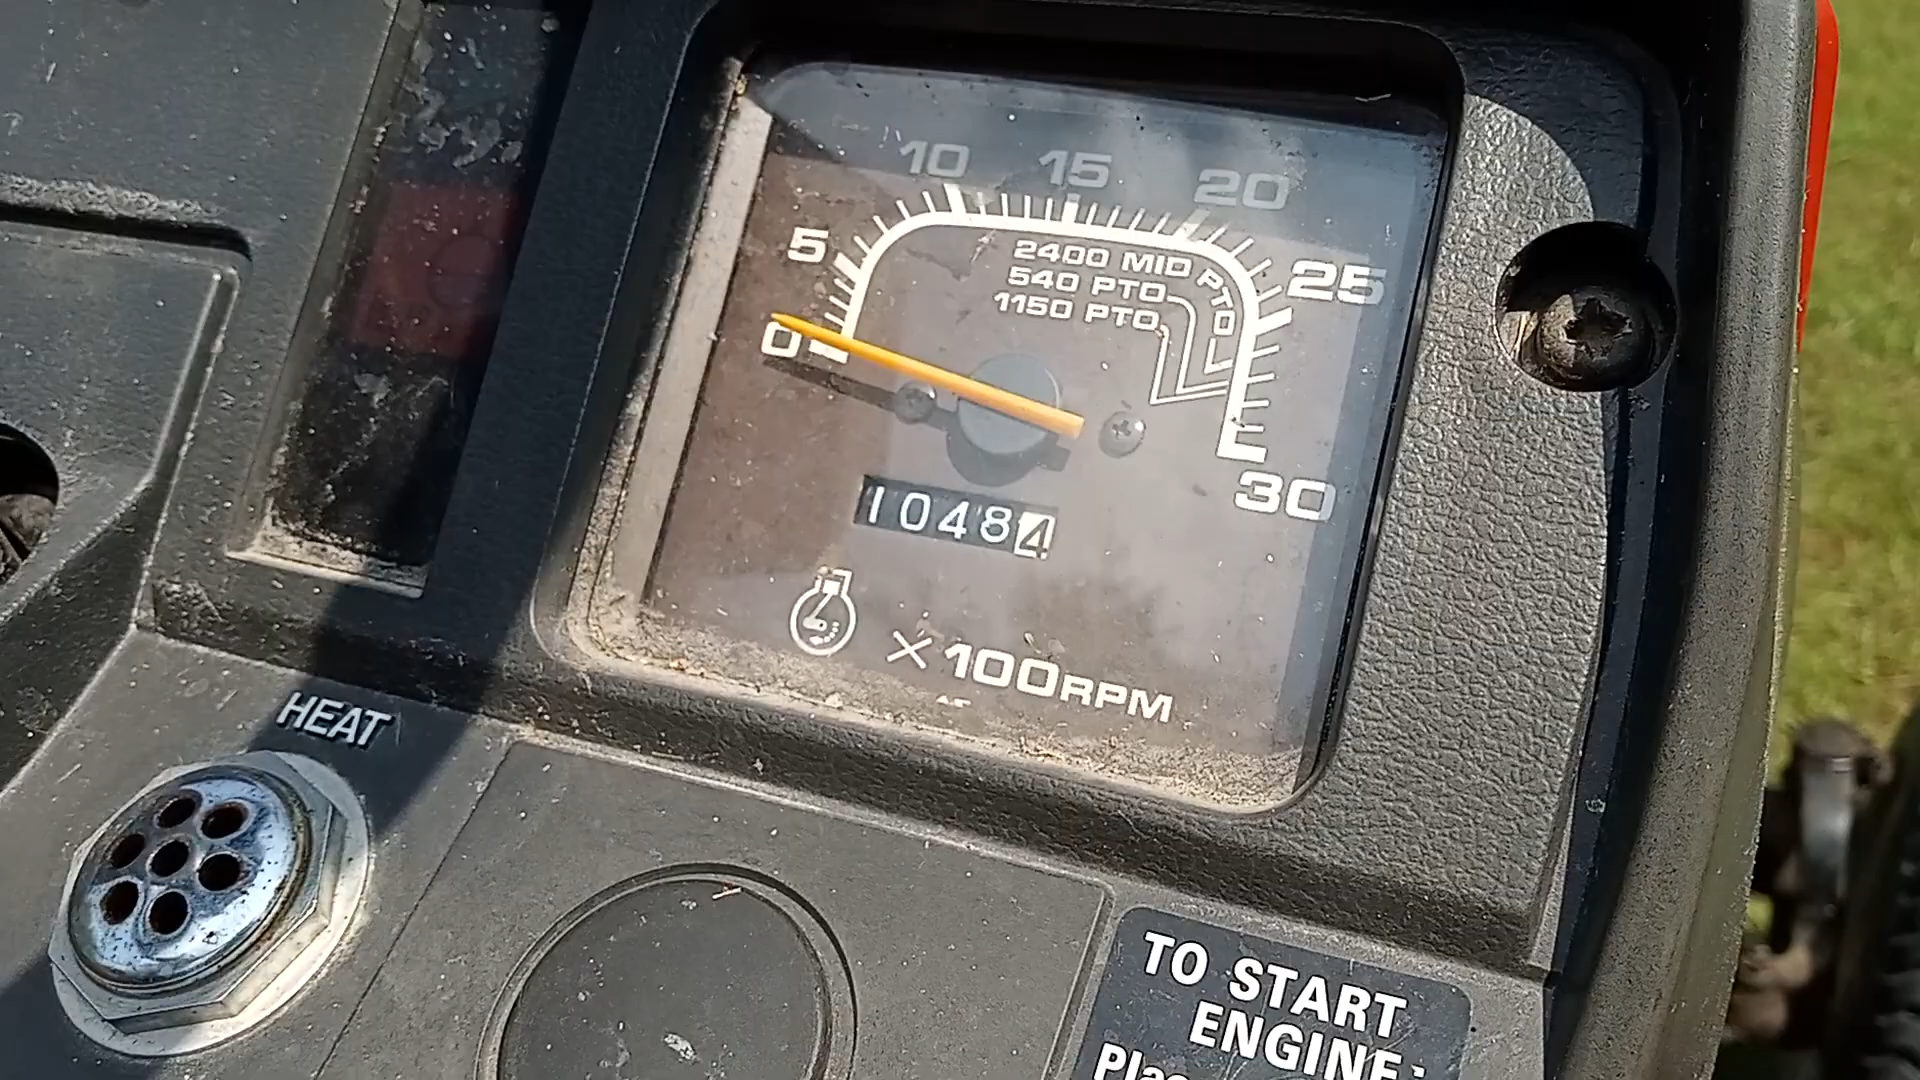 10 15 20
5 25
2400 MID PTO
540 PTO
1150 PTO
0
30
10484
×100RPM
HEAT
TO START
ENGINE: